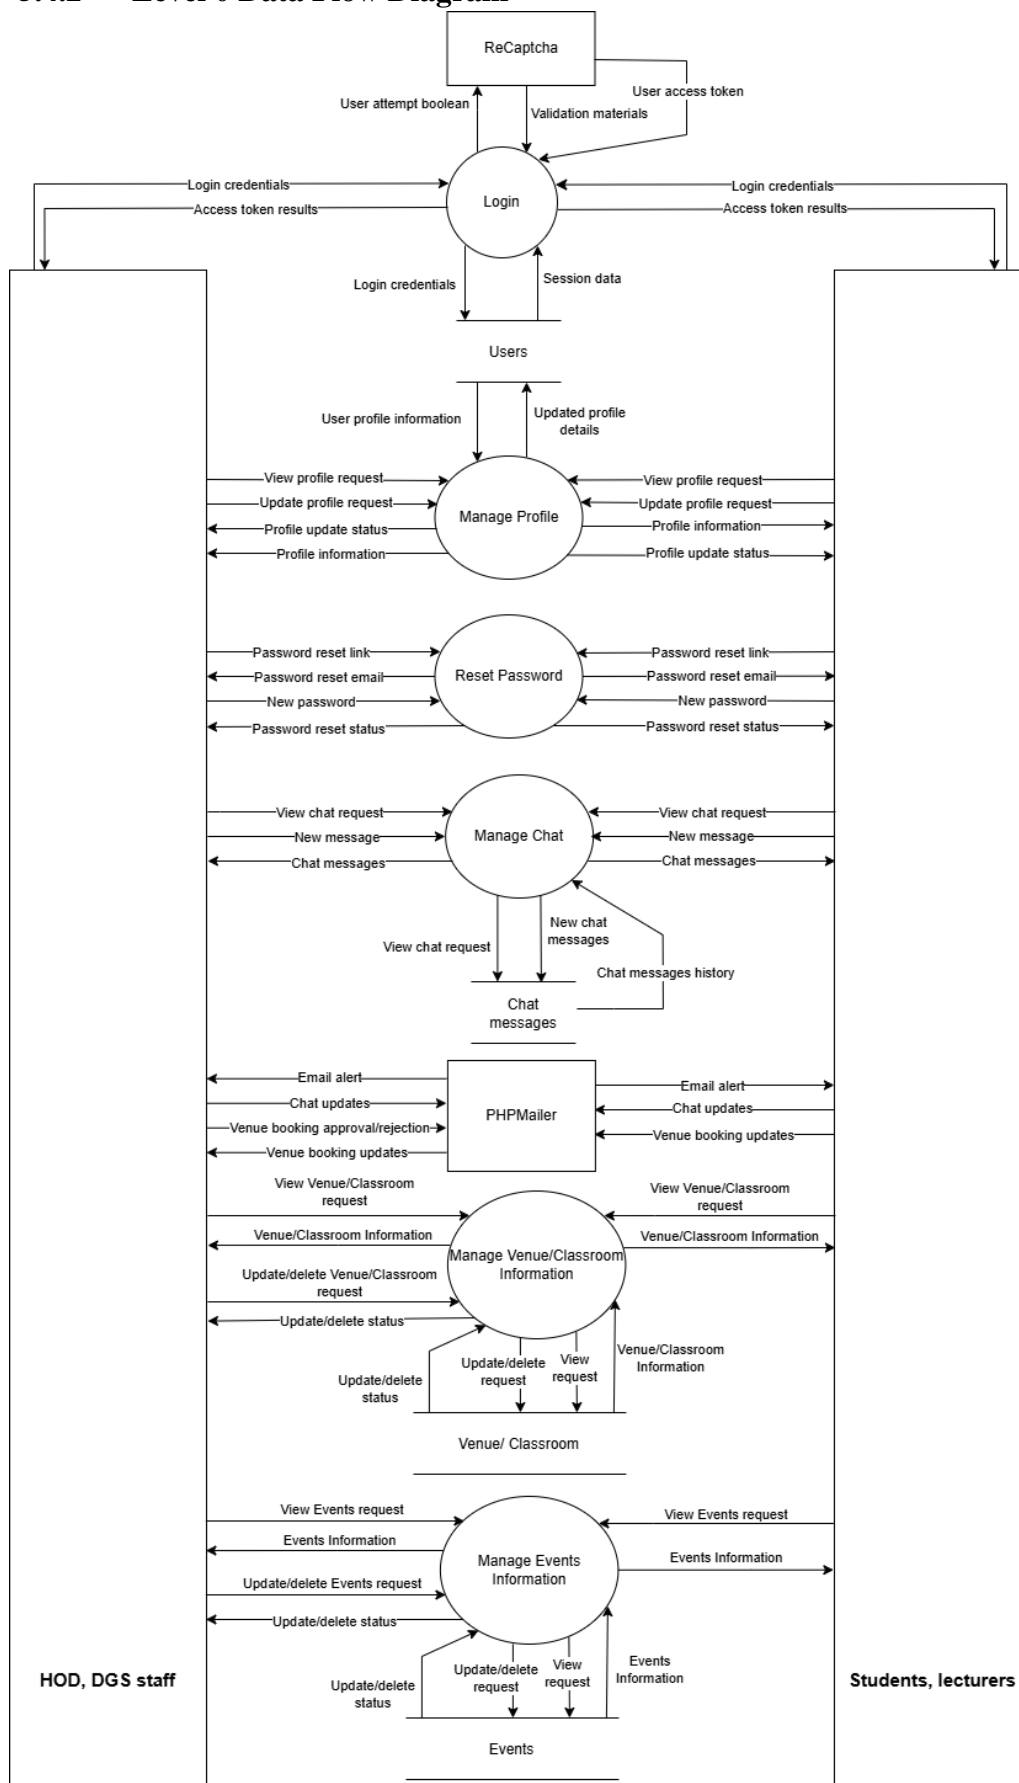 Level 0 Data Flow Diagram
ReCaptcha
User attempt boolean
Validation materials
User access token
Login
Login credentials
Access token results
Login credentials
Access token results
Login credentials
Session data
Users
User profile information
Updated profile
details
View profile request
Update profile request
Profile update status
Profile information
Manage Profile
View profile request
Update profile request
Profile information
Profile update status
Password reset link
Password reset email
New password
Password reset status
Reset Password
Password reset link
Password reset email
New password
Password reset status
View chat request
New message
Chat messages
Manage Chat
View chat request
New message
Chat messages
View chat request
New chat
messages
Chat messages history
Chat
messages
Email alert
Chat updates
Venue booking approval/rejection
Venue booking updates
PHPMailer
Email alert
Chat updates
Venue booking updates
View Venue/Classroom
request
Venue/Classroom Information
Update/delete Venue/Classroom
request
Update/delete status
Manage Venue/Classroom
Information
View Venue/Classroom
request
Venue/Classroom Information
Update/delete
status
Update/delete
request
View
request
Venue/Classroom
Information
Venue/ Classroom
View Events request
Events Information
Update/delete Events request
Update/delete status
Manage Events
Information
View Events request
Events Information
Update/delete
status
Update/delete
request
View
request
Events
Information
Events
HOD, DGS staff
Students, lecturers